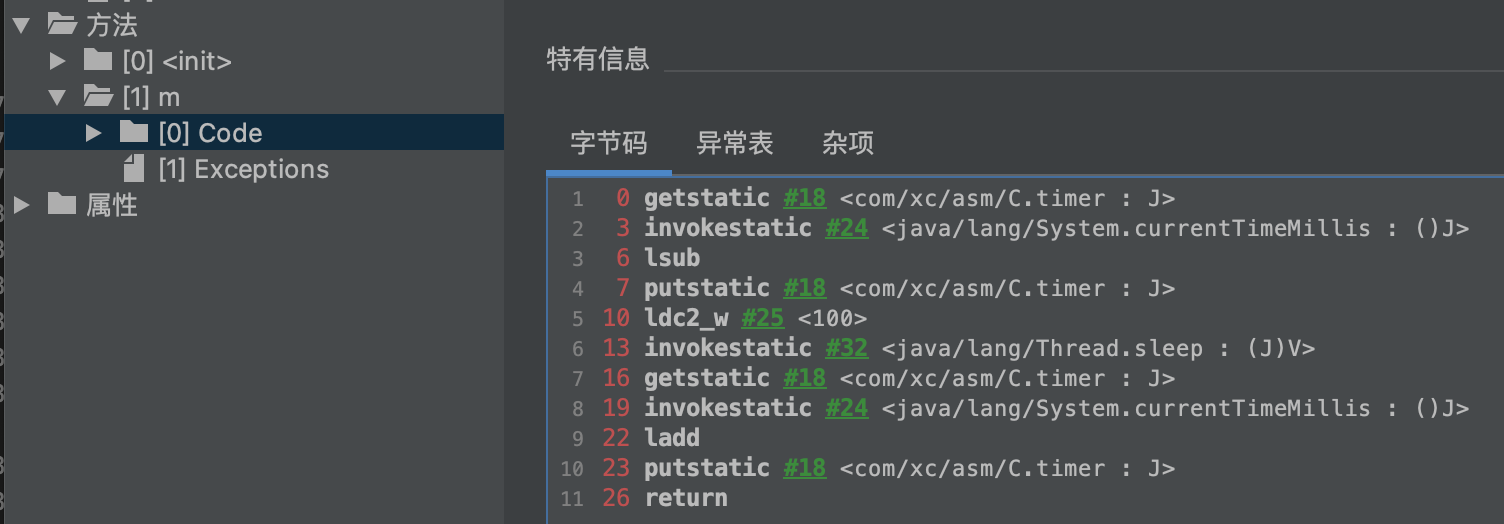 方法
[0] <init>
[1] m
[0] Code
[1] Exceptions
属性
特有信息
字节码 异常表 杂项
1 0 getstatic #18 <com/xc/asm/C.timer : J>
2 3 invokestatic #24 <java/lang/System.currentTimeMillis : ()J>
3 6 lsub
4 7 putstatic #18 <com/xc/asm/C.timer : J>
5 10 ldc2_w #25 <100>
6 13 invokestatic #32 <java/lang/Thread.sleep : (J)V>
7 16 getstatic #18 <com/xc/asm/C.timer : J>
8 19 invokestatic #24 <java/lang/System.currentTimeMillis : ()J>
9 22 ladd
10 23 putstatic #18 <com/xc/asm/C.timer : J>
11 26 return